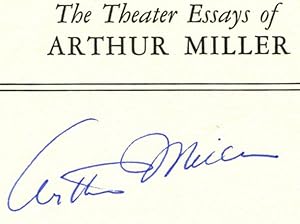 The Theater Essays of
ARTHUR MILLER
Arthur Miller